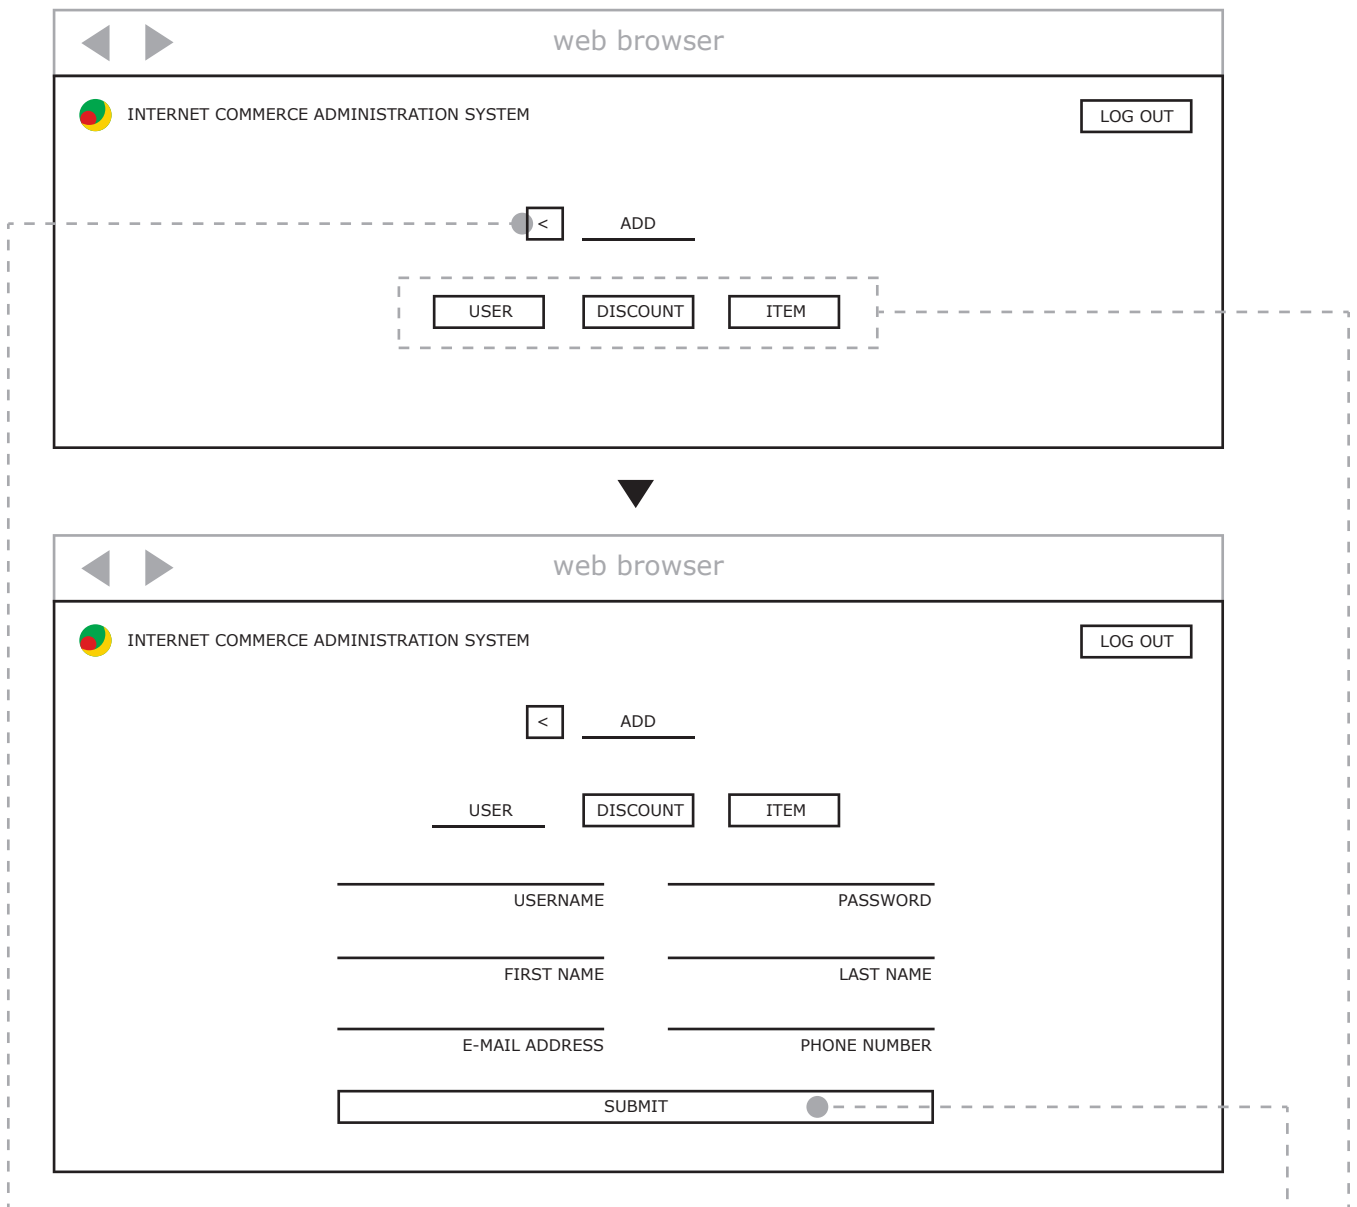 web browser
INTERNET COMMERCE ADMINISTRATION SYSTEM
LOG OUT
< ADD
USER DISCOUNT ITEM
web browser
INTERNET COMMERCE ADMINISTRATION SYSTEM
LOG OUT
< ADD
USER DISCOUNT ITEM
USERNAME PASSWORD
FIRST NAME LAST NAME
E-MAIL ADDRESS PHONE NUMBER
SUBMIT